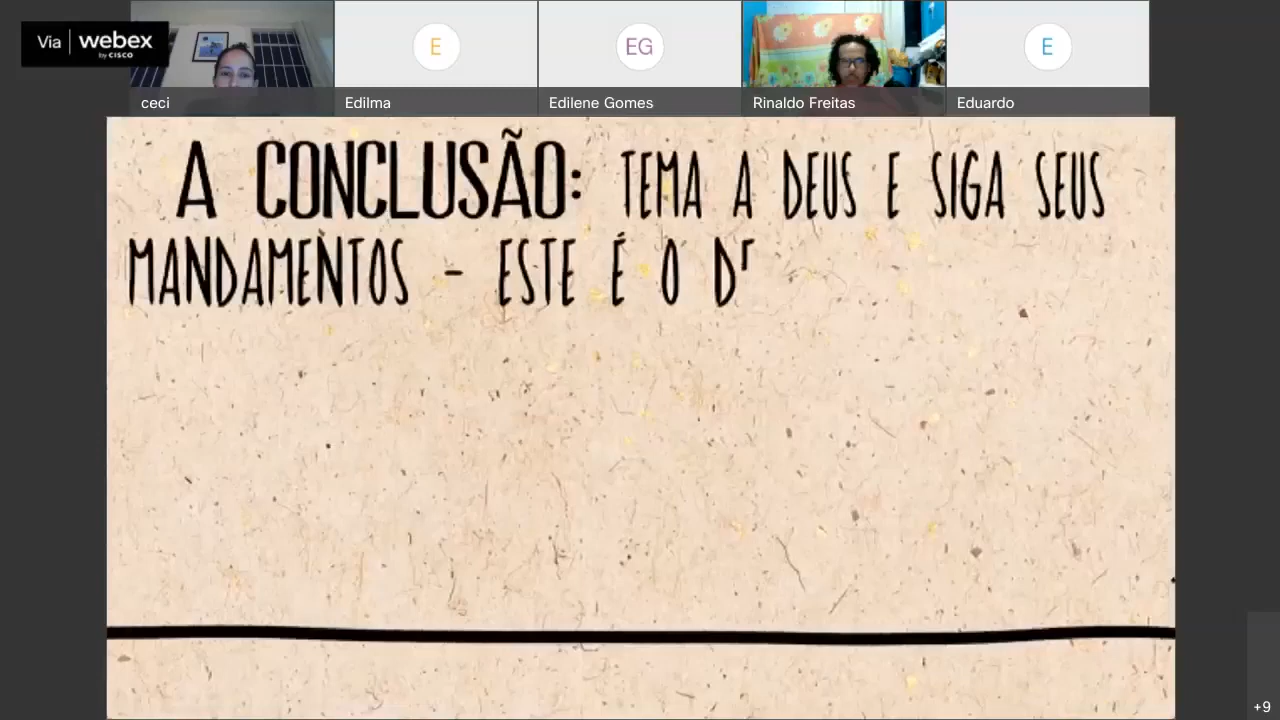 Via webex
by CISCO
E
EG
E
ceci
Edilma
Edilene Gomes
Rinaldo Freitas
Eduardo
A CONCLUSÃO: TEMA A DEUS E SIGA SEUS
MANDAMENTOS - ESTE É O D
+9